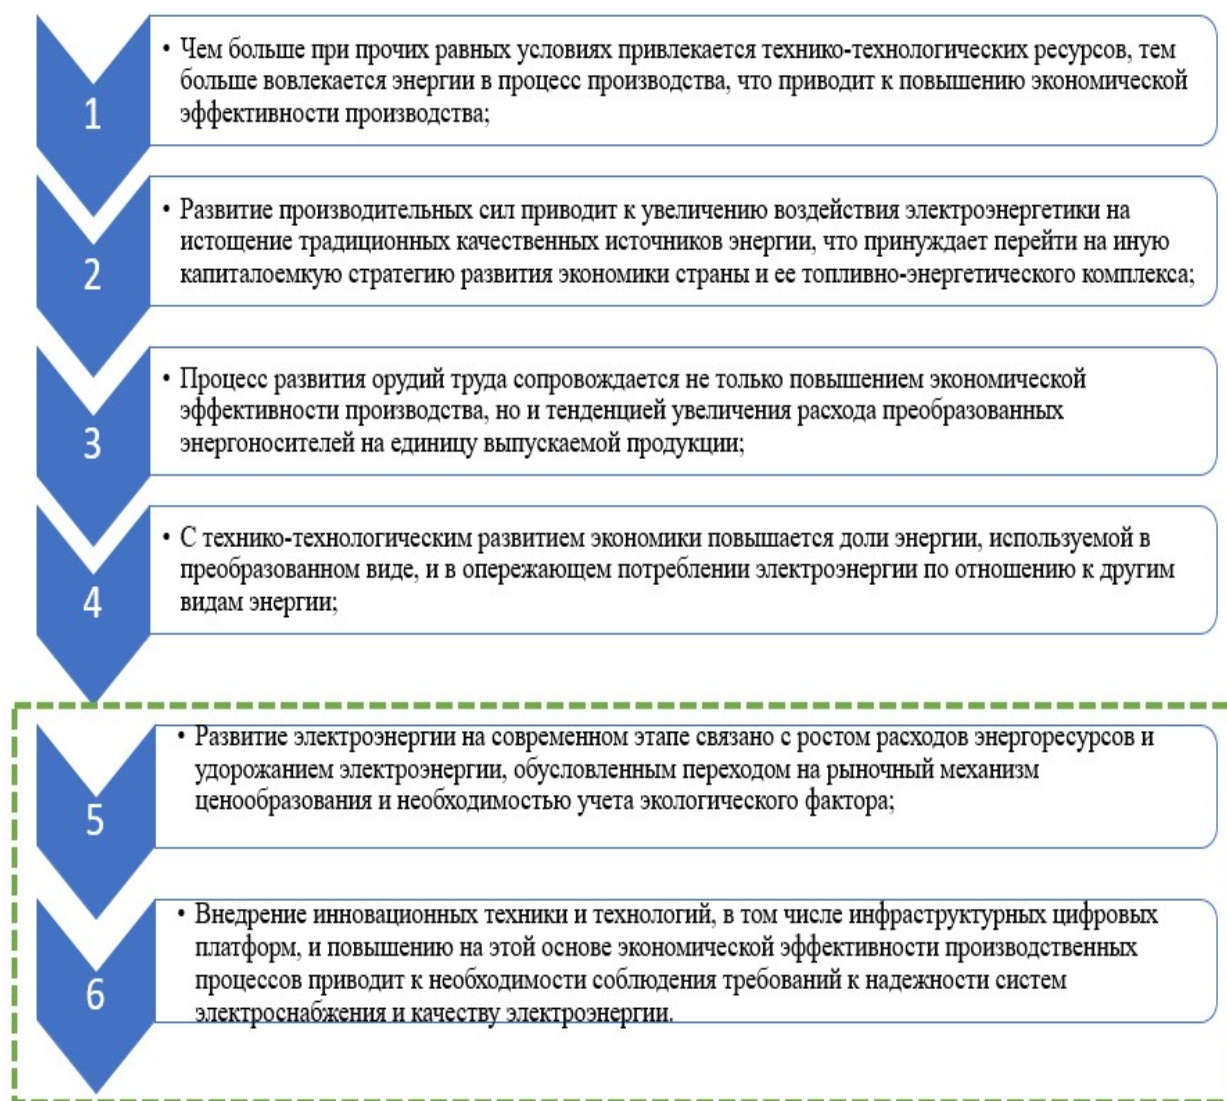 1
• Чем больше при прочих равных условиях привлекается технико-технологических ресурсов, тем
больше вовлекается энергии в процесс производства, что приводит к повышению экономической
эффективности производства;
2
• Развитие производительных сил приводит к увеличению воздействия электроэнергетики на
истощение традиционных качественных источников энергии, что принуждает перейти на иную
капиталоемкую стратегию развития экономики страны и ее топливно-энергетического комплекса;
3
• Процесс развития орудий труда сопровождается не только повышением экономической
эффективности производства, но и тенденцией увеличения расхода преобразованных
энергоносителей на единицу выпускаемой продукции;
4
• С технико-технологическим развитием экономики повышается доли энергии, используемой в
преобразованном виде, и в опережающем потреблении электроэнергии по отношению к другим
видам энергии;
5
• Развитие электроэнергии на современном этапе связано с ростом расходов энергоресурсов и
удорожанием электроэнергии, обусловленным переходом на рыночный механизм
ценообразования и необходимостью учета экологического фактора;
6
• Внедрение инновационных техники и технологий, в том числе инфраструктурных цифровых
платформ, и повышению на этой основе экономической эффективности производственных
процессов приводит к необходимости соблюдения требований к надежности систем
электроснабжения и качеству электроэнергии.